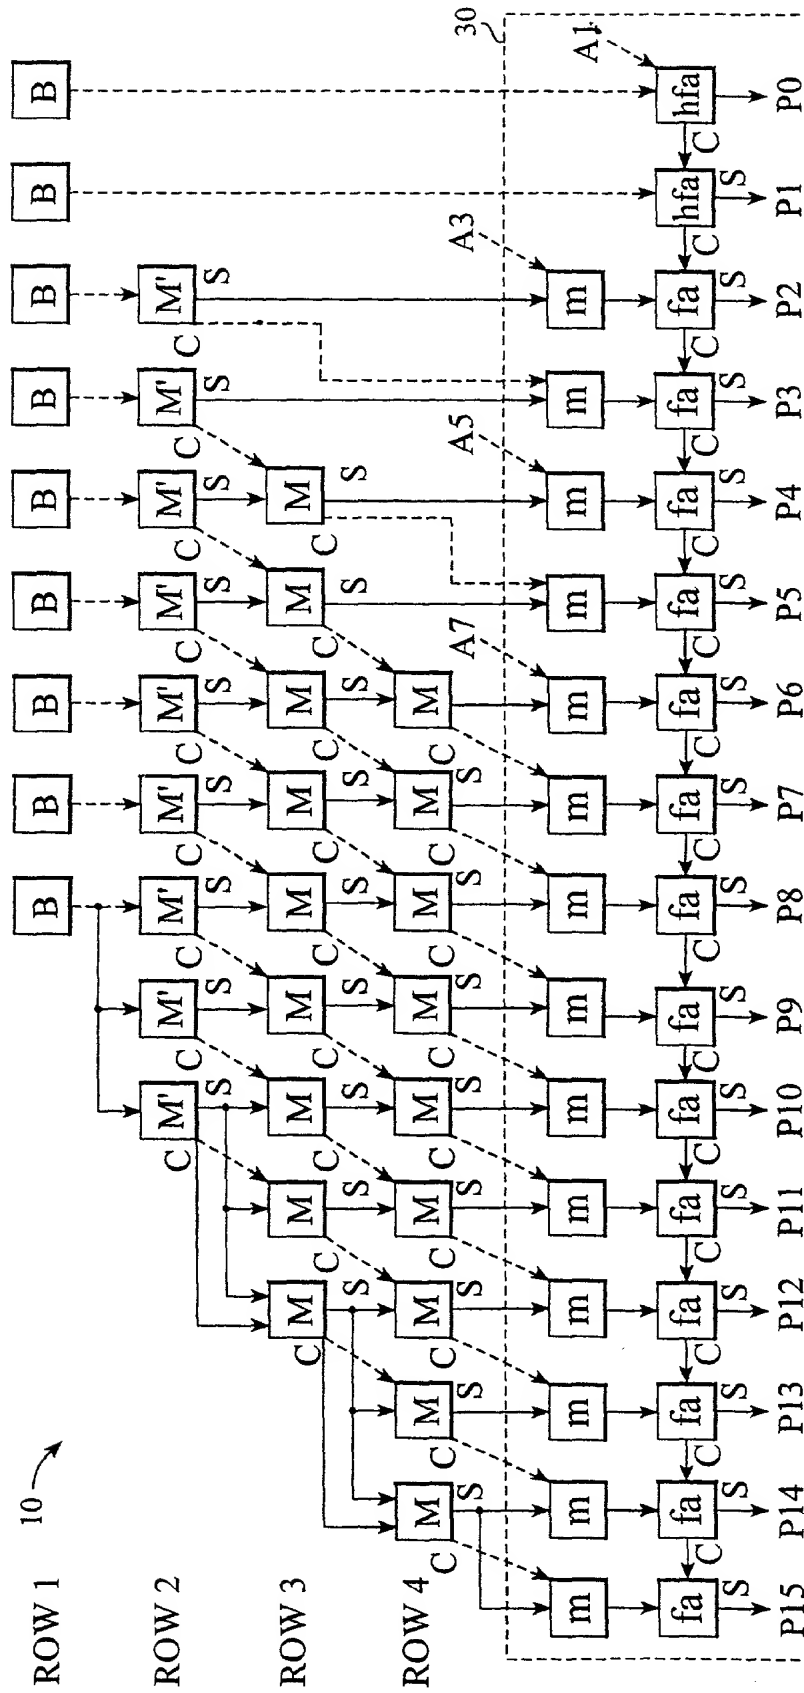 10
30
ROW 1 B B B B B B B B B
ROW 2 M' M' M' M' M' M' M' M' M'
C S C S C S C S C S C S C S C S C S
ROW 3 M M M M M M M M M
C S C S C S C S C S C S C S C S C S
ROW 4 M M M M M M M M M
C S C S C S C S C S C S C S C S C
A7 A5 A3 A1
m m m m m m m m m m m m m m
fa fa fa fa fa fa fa fa fa fa fa fa fa fa hfa hfa
S C S C S C S C S C S C S C S C S C S C S C S C S C S C S C
P15 P14 P13 P12 P11 P10 P9 P8 P7 P6 P5 P4 P3 P2 P1 P0